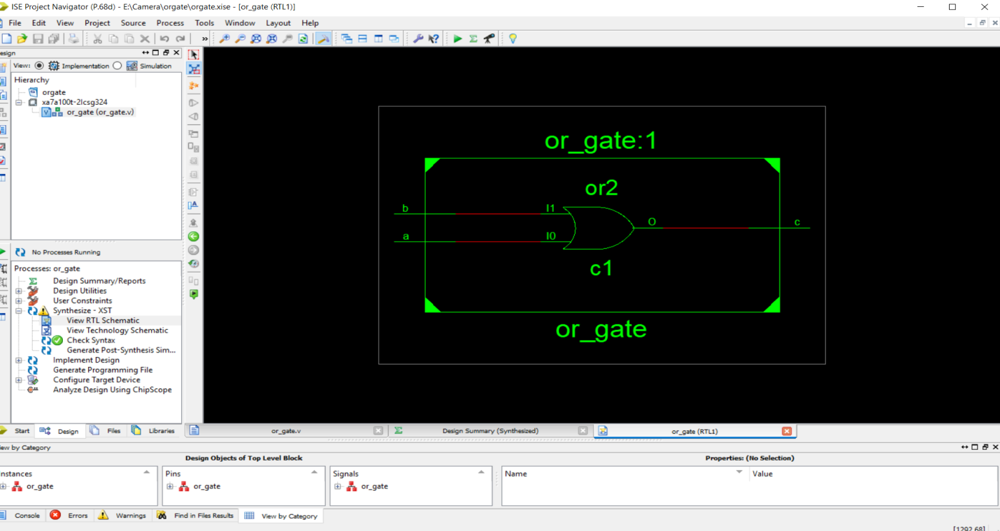 ISE Project Navigator (P.68d) - E:\Camera\orgate\orgate.xise - [or_gate (RTL1)]
File Edit View Project Source Process Tools Window Layout Help
esign
View: Implementation Simulation
Hierarchy
orgate
xa7a100t-2lcsg324
or_gate (or_gate.v)
No Processes Running
Processes: or_gate
Design Summary/Reports
Design Utilities
User Constraints
Synthesize - XST
View RTL Schematic
View Technology Schematic
Check Syntax
Generate Post-Synthesis Sim...
Implement Design
Generate Programming File
Configure Target Device
Analyze Design Using ChipScope
Start Design Files Libraries
or_gate:1
or2
b I1
a I0
O c
c1
or_gate
or_gate.v Design Summary (Synthesized) or_gate (RTL1)
ew by Category
Design Objects of Top Level Block Properties: (No Selection)
nstances Pins Signals Name Value
or_gate or_gate or_gate
Console Errors Warnings Find in Files Results View by Category
[1292,68]